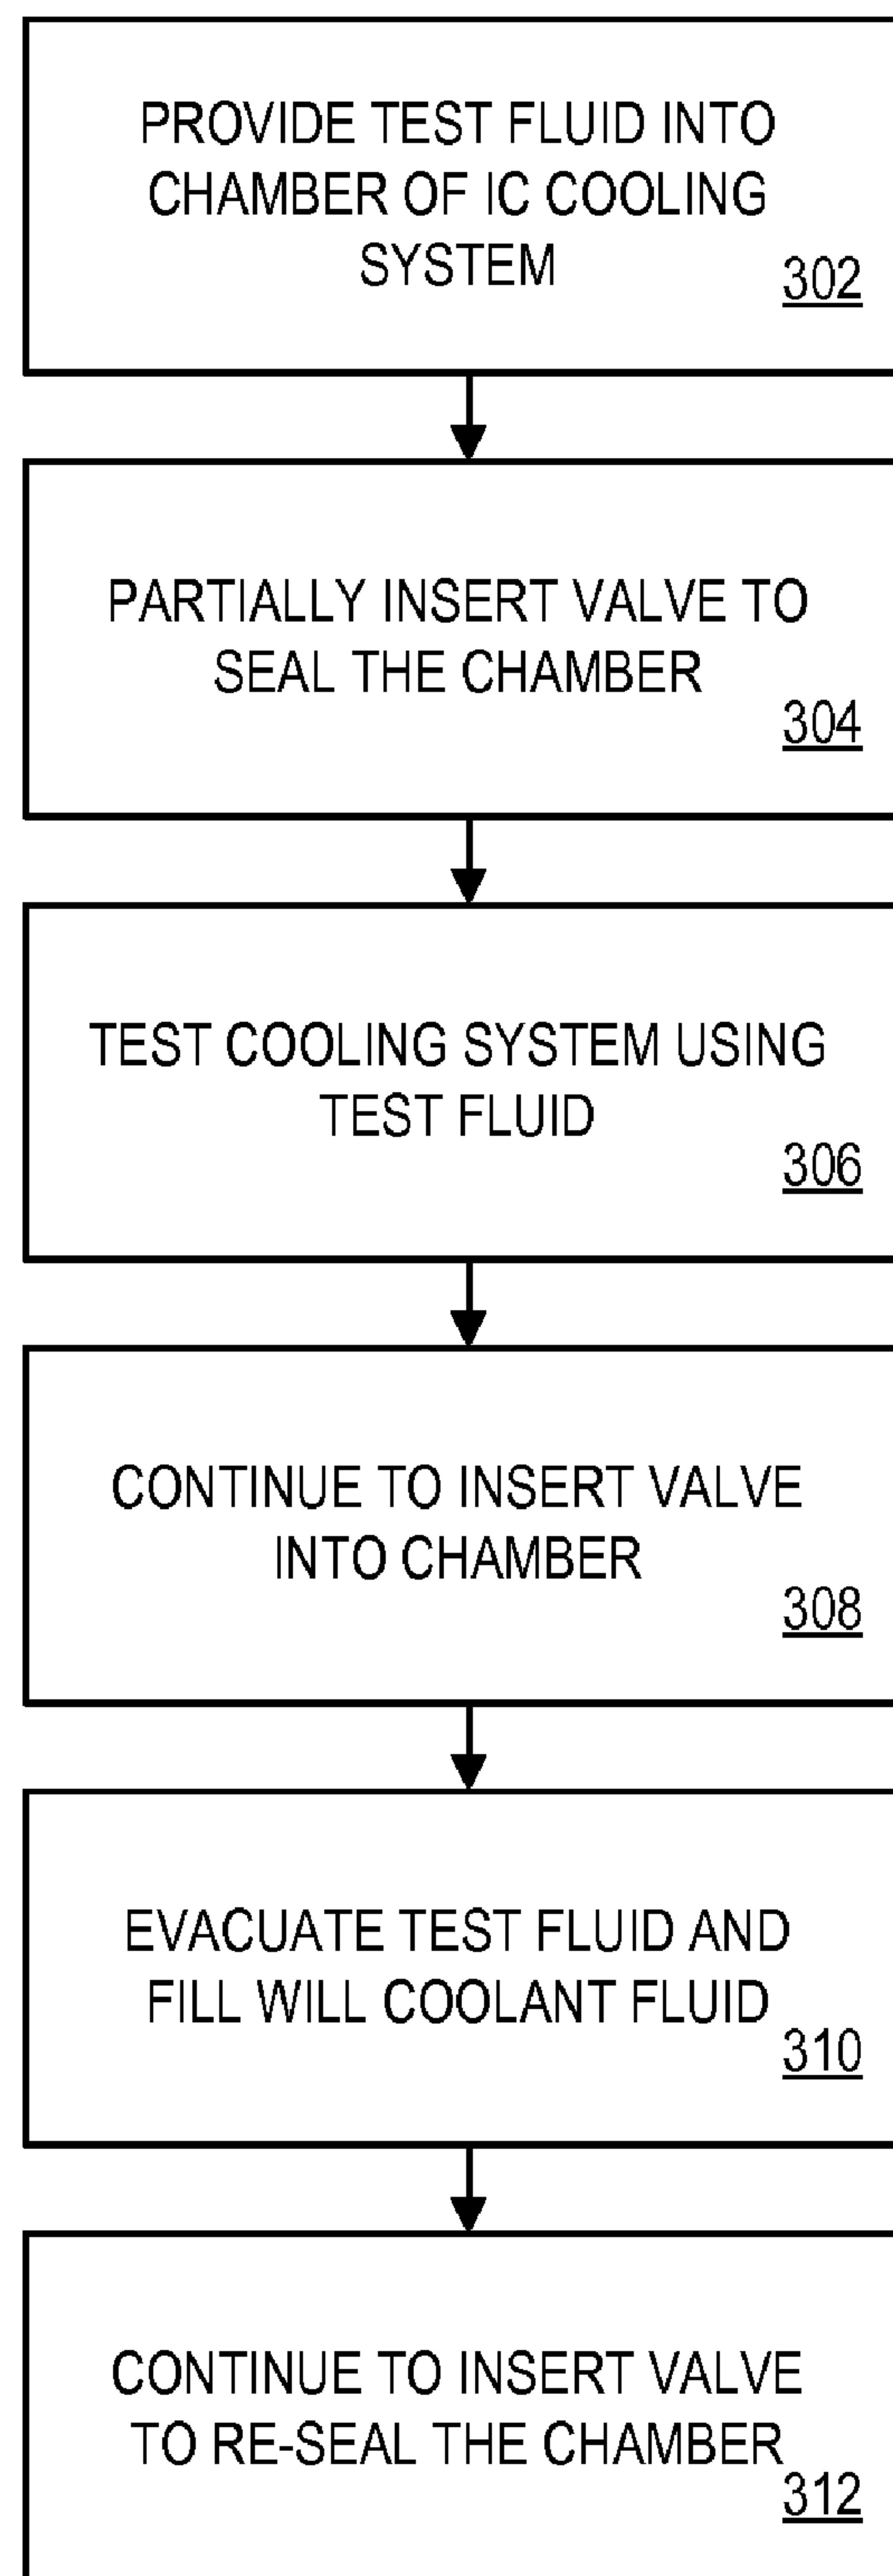 PROVIDE TEST FLUID INTO
CHAMBER OF IC COOLING
SYSTEM
302
PARTIALLY INSERT VALVE TO
SEAL THE CHAMBER
304
TEST COOLING SYSTEM USING
TEST FLUID
306
CONTINUE TO INSERT VALVE
INTO CHAMBER
308
EVACUATE TEST FLUID AND
FILL WILL COOLANT FLUID
310
CONTINUE TO INSERT VALVE
TO RE-SEAL THE CHAMBER
312